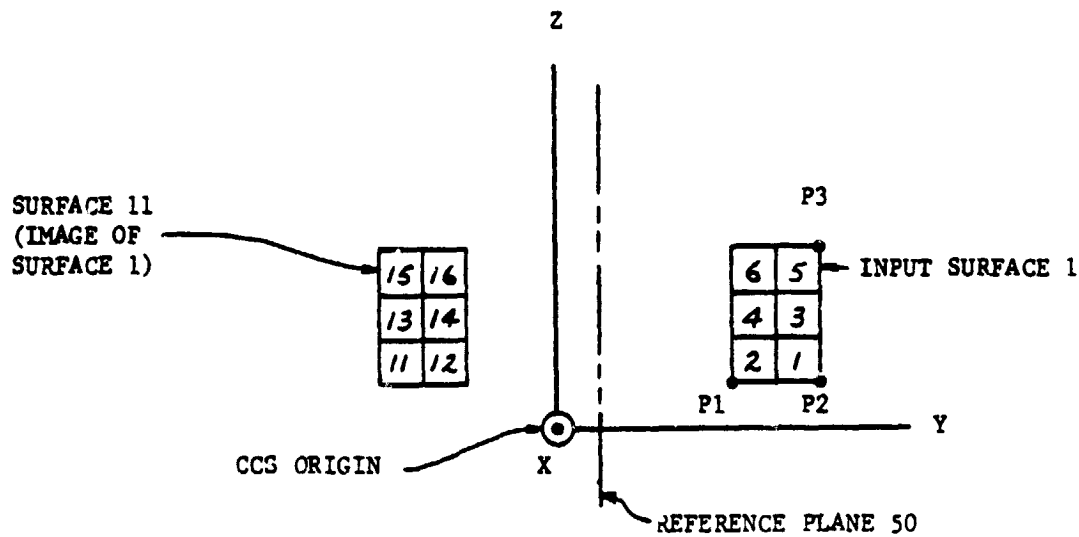 Z
SURFACE 11
(IMAGE OF
SURFACE 1)
P3
15 16
6 5
INPUT SURFACE 1
13 14
4 3
11 12
2 1
P1
P2
Y
CCS ORIGIN
X
REFERENCE PLANE 50